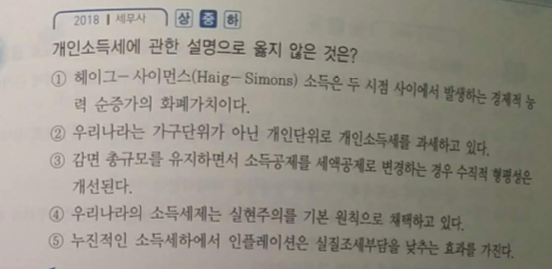 2018 | 세무사 상 중 하
개인소득세에 관한 설명으로 옳지 않은 것은?
① 헤이그-사이먼스(Haig-Simons) 소득은 두 시점 사이에서 발생하는 경제적 능
력 순증가의 화폐가치이다.
② 우리나라는 가구단위가 아닌 개인단위로 개인소득세를 과세하고 있다.
③ 감면 총규모를 유지하면서 소득공제를 세액공제로 변경하는 경우 수직적 형평성은
개선된다.
④ 우리나라의 소득세제는 실현주의를 기본 원칙으로 채택하고 있다.
⑤ 누진적인 소득세하에서 인플레이션은 실질조세부담을 낮추는 효과를 가진다.